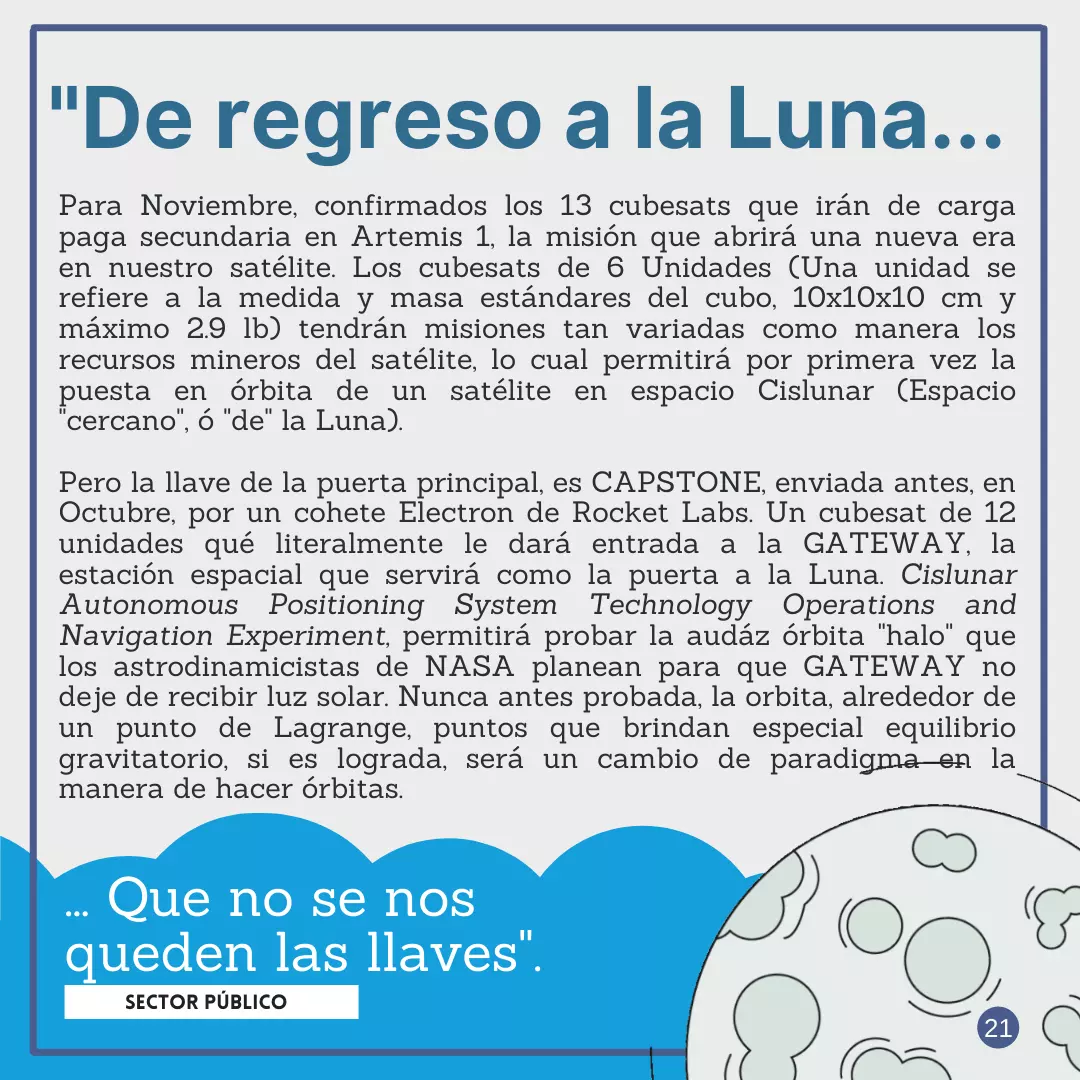 "De regreso a la Luna...
Para Noviembre, confirmados los 13 cubesats que irán de carga
paga secundaria en Artemis 1, la misión que abrirá una nueva era
en nuestro satélite. Los cubesats de 6 Unidades (Una unidad se
refiere a la medida y masa estándares del cubo, 10x10x10 cm y
máximo 2.9 lb) tendrán misiones tan variadas como manera los
recursos mineros del satélite, lo cual permitirá por primera vez la
puesta en órbita de un satélite en espacio Cislunar (Espacio
"cercano", ó "de" la Luna).
Pero la llave de la puerta principal, es CAPSTONE, enviada antes, en
Octubre, por un cohete Electron de Rocket Labs. Un cubesat de 12
unidades qué literalmente le dará entrada a la GATEWAY, la
estación espacial que servirá como la puerta a la Luna. Cislunar
Autonomous Positioning System Technology Operations and
Navigation Experiment, permitirá probar la audáz órbita "halo" que
los astrodinamicistas de NASA planean para que GATEWAY no
deje de recibir luz solar. Nunca antes probada, la orbita, alrededor de
un punto de Lagrange, puntos que brindan especial equilibrio
gravitatorio, si es lograda, será un cambio de paradigma en la
manera de hacer órbitas.
... Que no se nos
queden las llaves".
SECTOR PÚBLICO
21